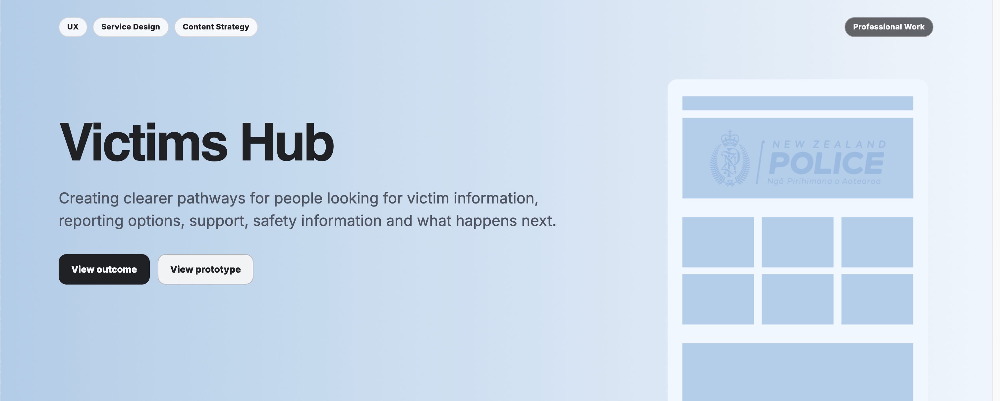 UX
Service Design
Content Strategy
Professional Work
Victims Hub
Creating clearer pathways for people looking for victim information,
reporting options, support, safety information and what happens next.
View outcome
View prototype
NEW ZEALAND
POLICE
Ngā Pirihimana o Aotearoa